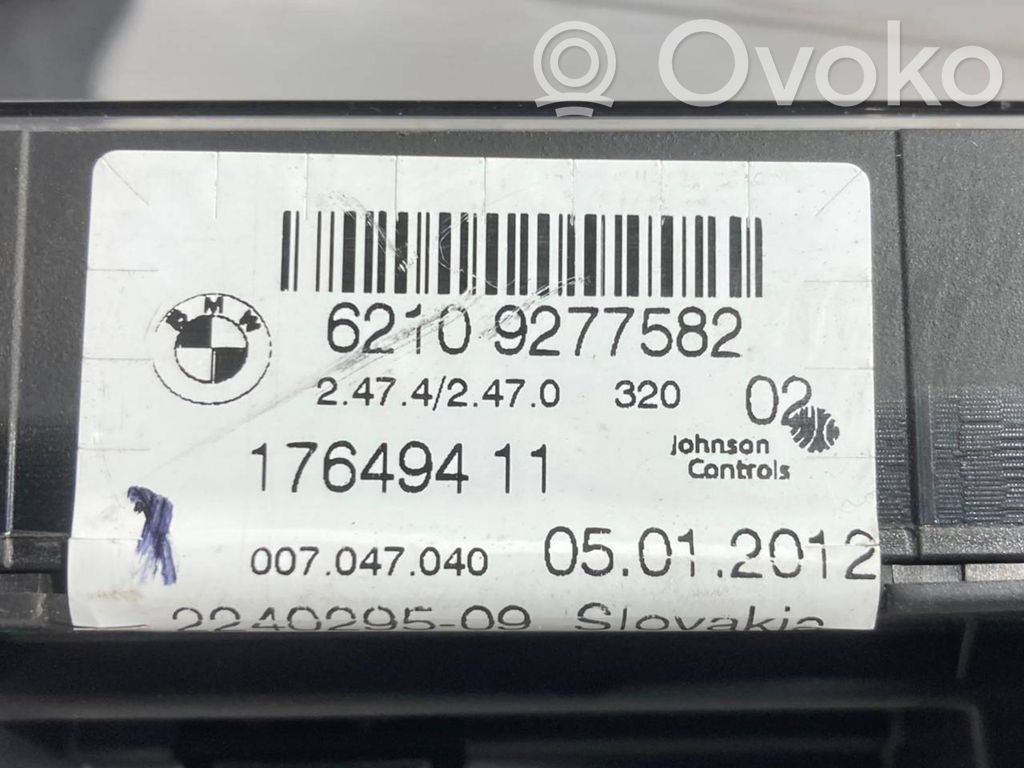 Ovoko
BMW
6210 9277582
2.47.4/2.47.0 320 02
Johnson
Controls
176494 11
007.047.040 05.01.2012
2240295-09 Slovakia